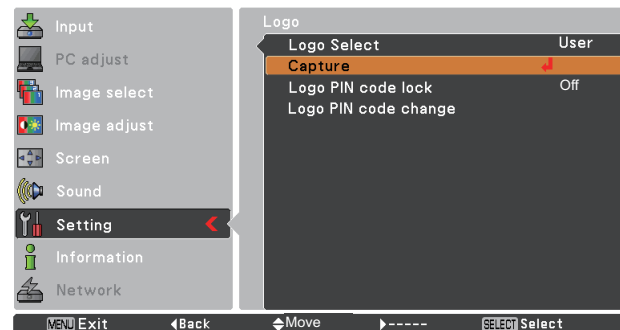 Input
PC adjust
Image select
Image adjust
Screen
Sound
Setting
Information
Network
Logo
Logo Select User
Capture
Logo PIN code lock Off
Logo PIN code change
MENU Exit Back Move ----- SELECT Select